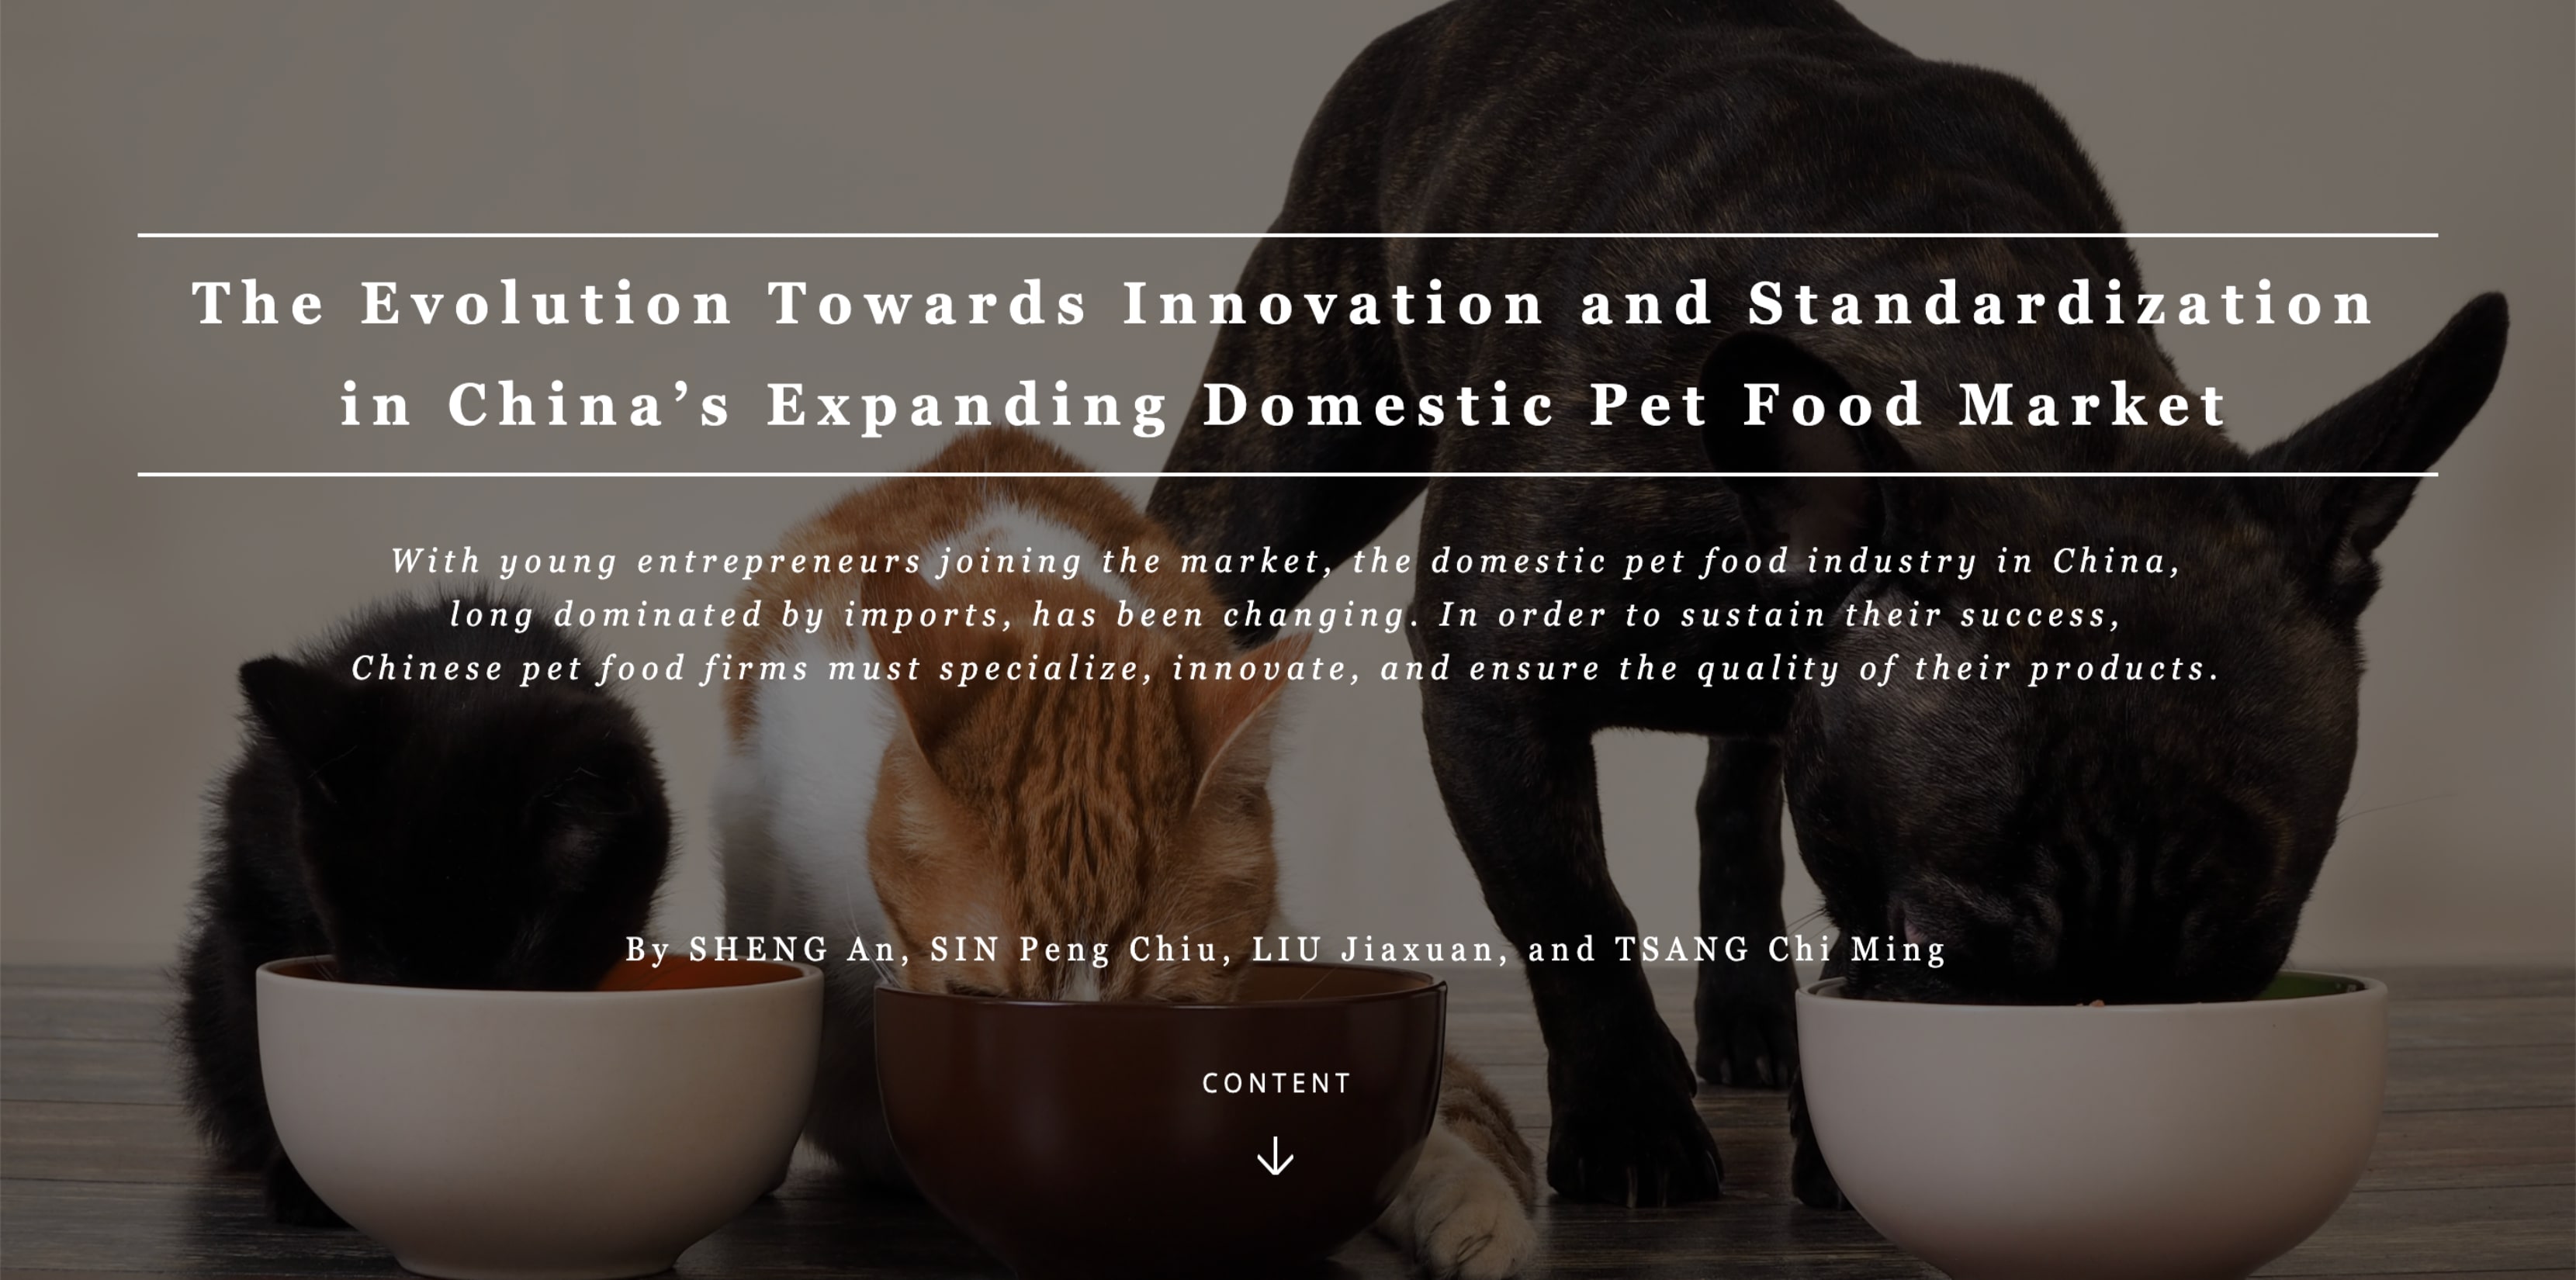 The Evolution Towards Innovation and Standardization
in China’s Expanding Domestic Pet Food Market
With young entrepreneurs joining the market, the domestic pet food industry in China,
long dominated by imports, has been changing. In order to sustain their success,
Chinese pet food firms must specialize, innovate, and ensure the quality of their products.
By SHENG An, SIN Peng Chiu, LIU Jiaxuan, and TSANG Chi Ming
CONTENT